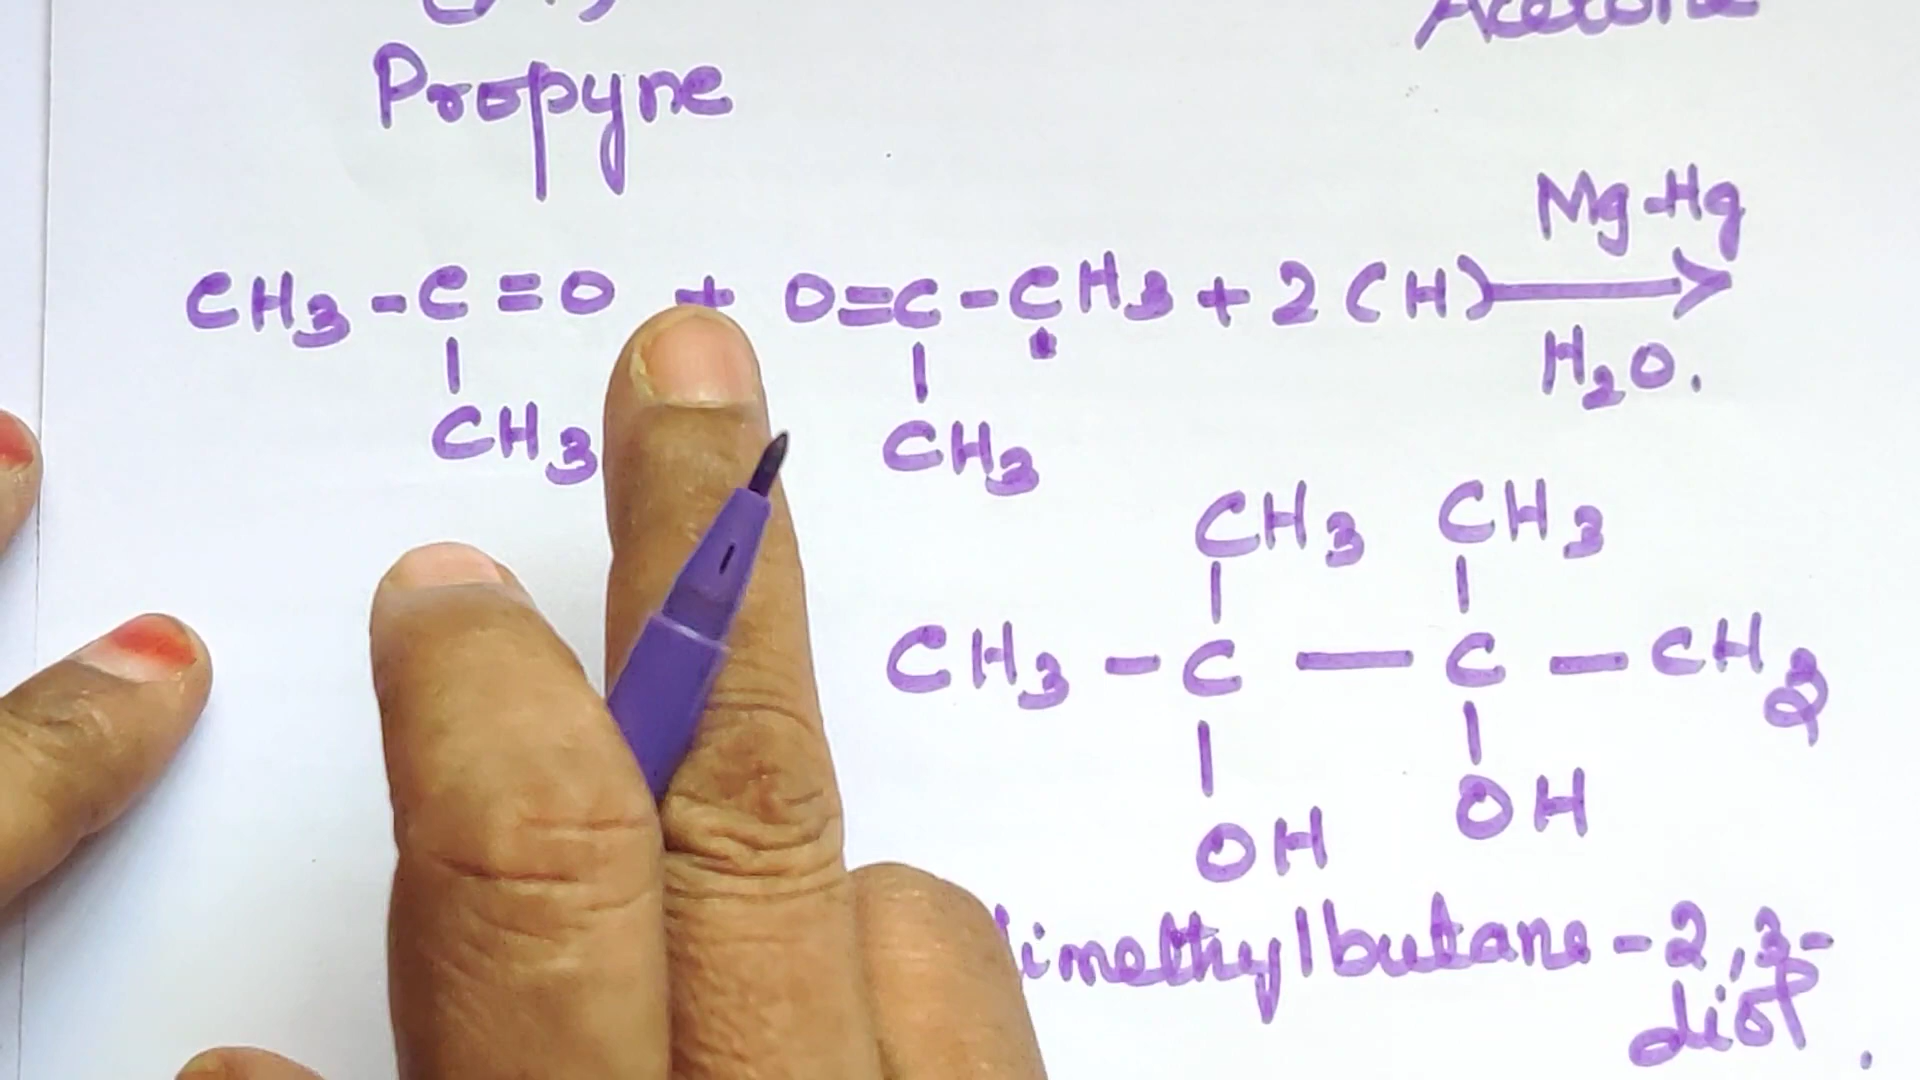 Acetone
Propyne
Mg-Hg
CH3 - C = O + O = C - CH3 + 2 (H) →
H2O.
CH3 CH3
CH3 CH3
CH3 - C — C - CH3
OH OH
dimethylbutane - 2,3-
diol.